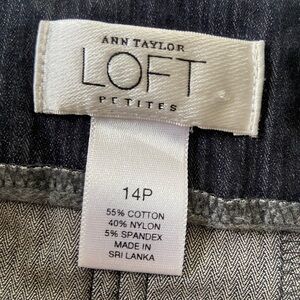 ANN TAYLOR
LOFT
PETITES
14P
55% COTTON
40% NYLON
5% SPANDEX
MADE IN
SRI LANKA